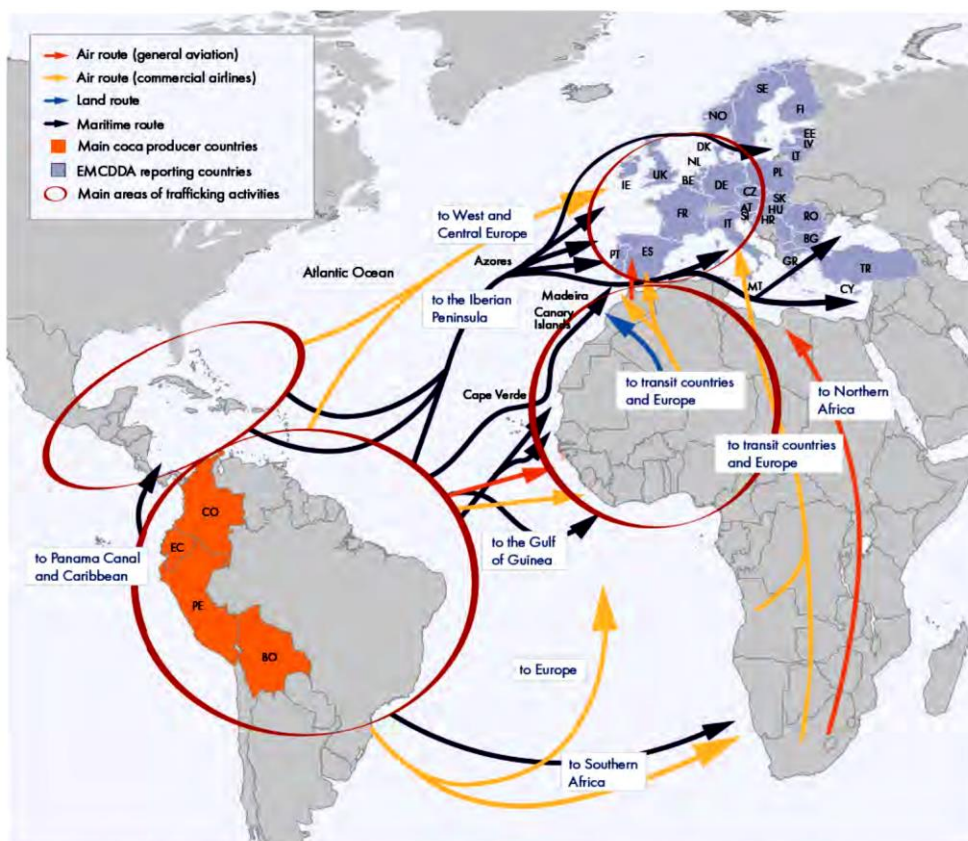 Air route (general aviation)
Air route (commercial airlines)
Land route
Maritime route
Main coca producer countries
EMCDDA reporting countries
Main areas of trafficking activities
SE
NO
FI
EE
LV
DK
LT
NL
IE
UK
BE
DE
PL
CZ
SK
FR
AT
HU
SI
HR
RO
IT
BG
PT
ES
GR
TR
MT
CY
to West and
Central Europe
Azores
Atlantic Ocean
to the Iberian
Peninsula
Madeira
Canary
Islands
Cape Verde
to transit countries
and Europe
to Northern
Africa
to transit countries
and Europe
CO
EC
to Panama Canal
and Caribbean
to the Gulf
of Guinea
PE
BO
to Europe
to Southern
Africa